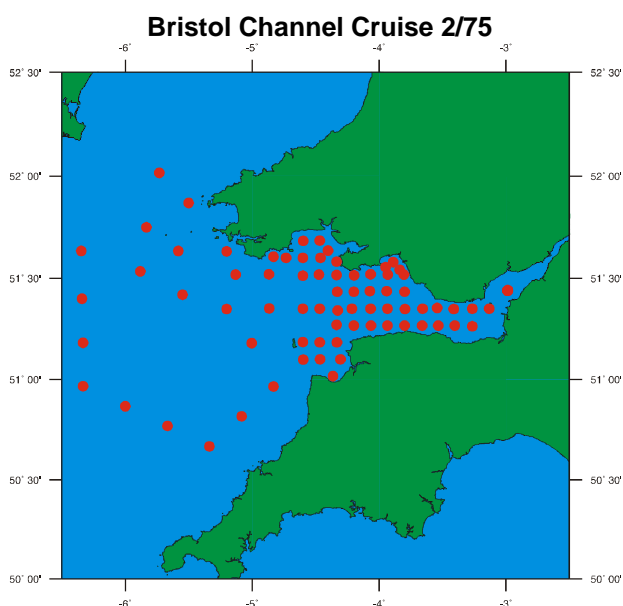 Bristol Channel Cruise 2/75
-6° -5° -4° -3°
52° 30' 52° 30'
52° 00' 52° 00'
51° 30' 51° 30'
51° 00' 51° 00'
50° 30' 50° 30'
50° 00' 50° 00'
-6° -5° -4° -3°